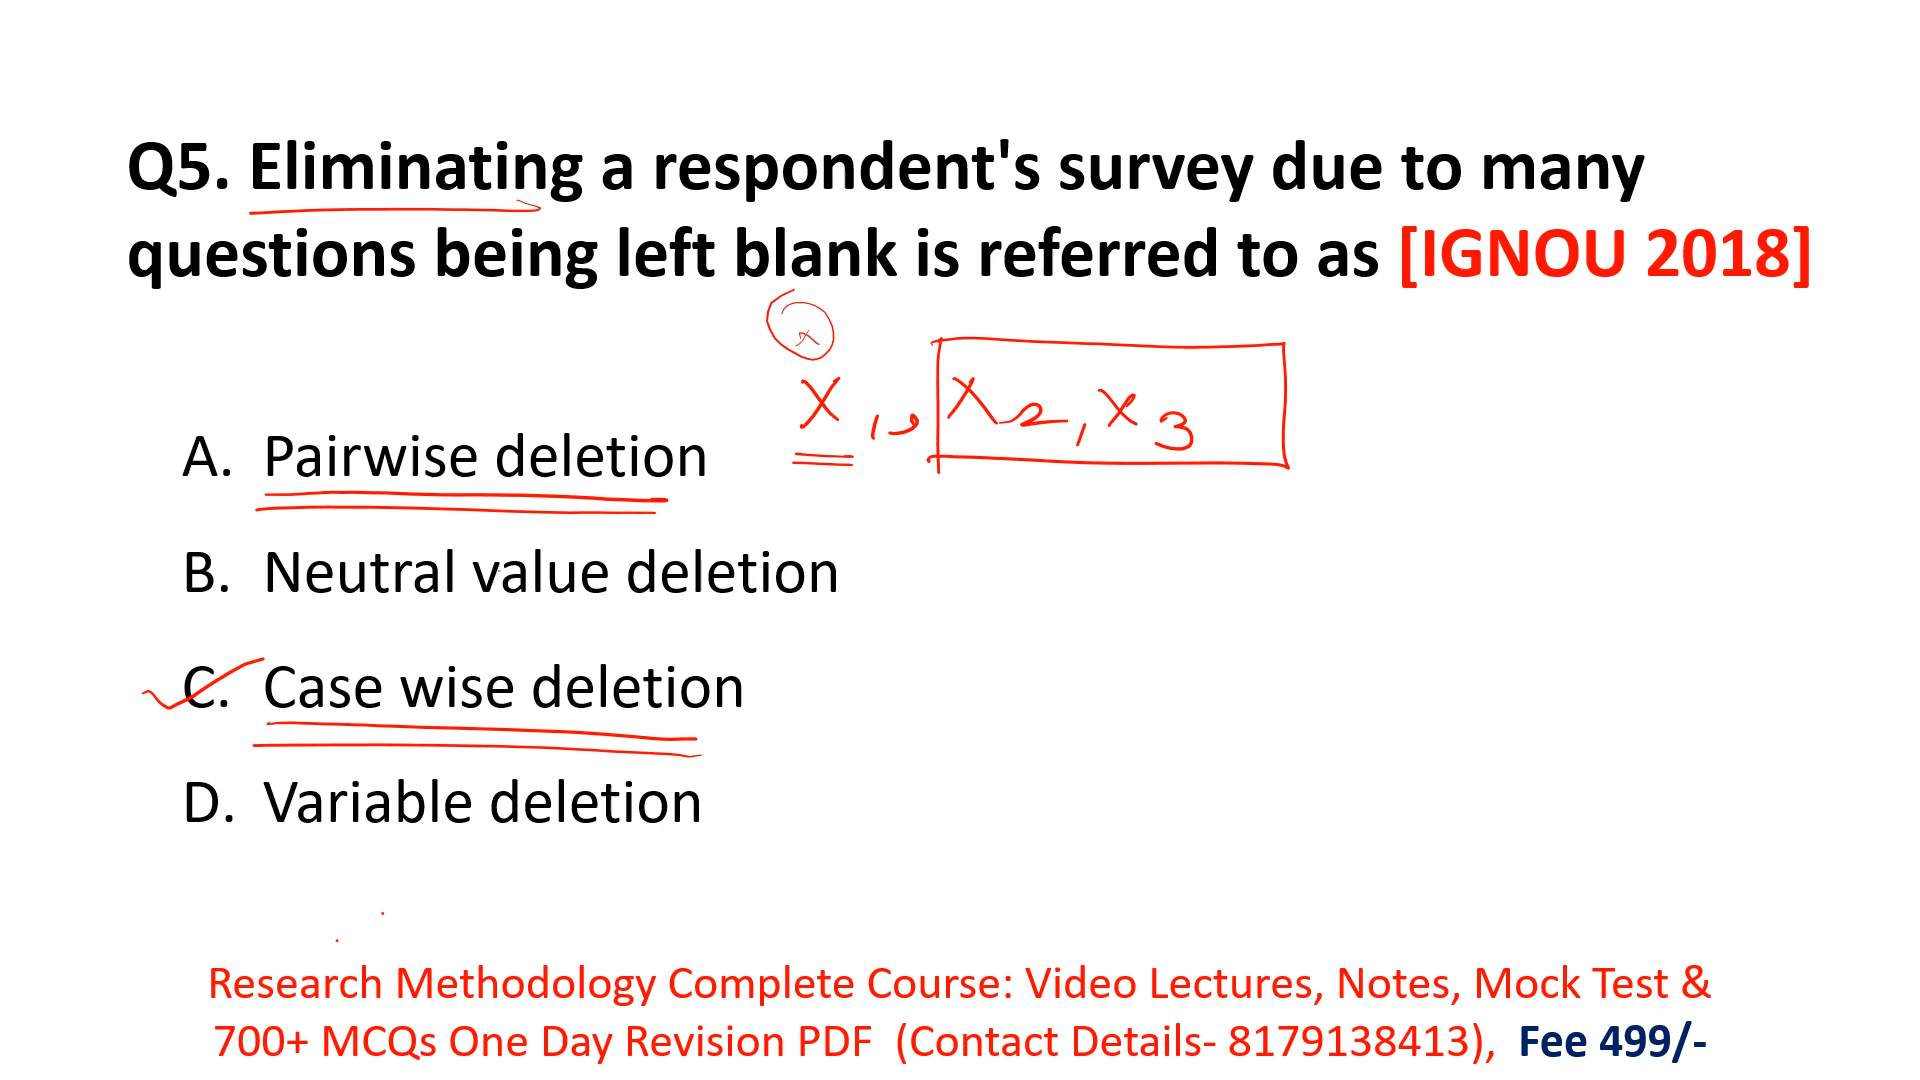 Q5. Eliminating a respondent's survey due to many
questions being left blank is referred to as [IGNOU 2018]
x
x₁, x₂, x₃
A. Pairwise deletion
B. Neutral value deletion
C. Case wise deletion
D. Variable deletion
Research Methodology Complete Course: Video Lectures, Notes, Mock Test &
700+ MCQs One Day Revision PDF (Contact Details- 8179138413), Fee 499/-